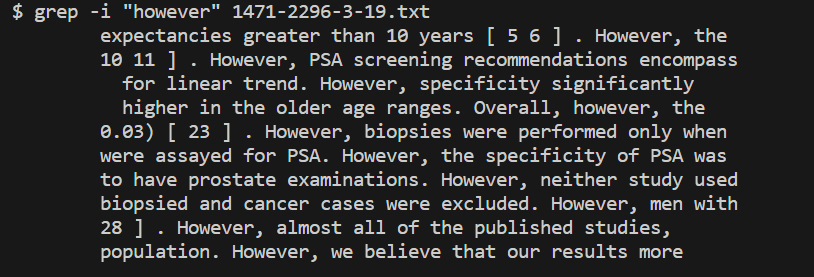 $ grep -i "however" 1471-2296-3-19.txt
expectancies greater than 10 years [ 5 6 ] . However, the
10 11 ] . However, PSA screening recommendations encompass
for linear trend. However, specificity significantly
higher in the older age ranges. Overall, however, the
0.03) [ 23 ] . However, biopsies were performed only when
were assayed for PSA. However, the specificity of PSA was
to have prostate examinations. However, neither study used
biopsied and cancer cases were excluded. However, men with
28 ] . However, almost all of the published studies,
population. However, we believe that our results more